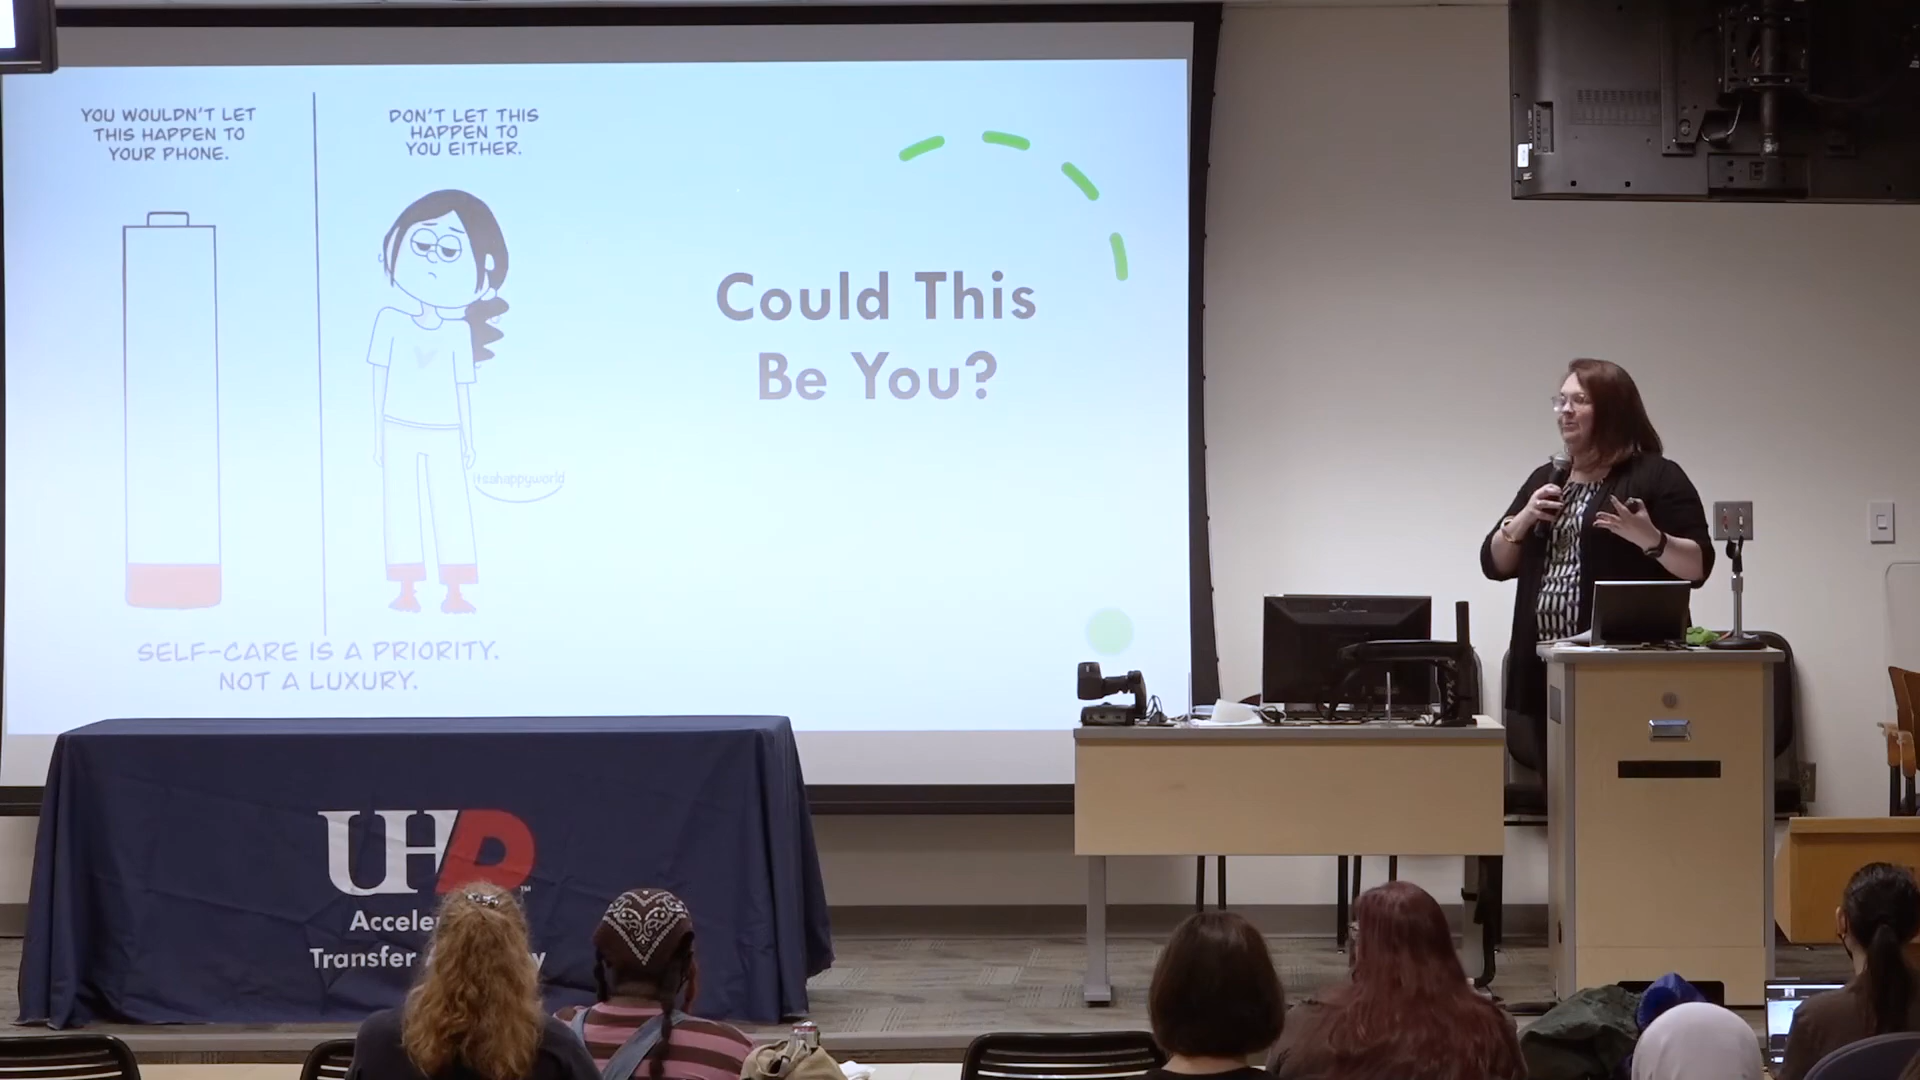 YOU WOULDN'T LET
THIS HAPPEN TO
YOUR PHONE.
DON'T LET THIS
HAPPEN TO
YOU EITHER.
Could This
Be You?
itsahappyworld
SELF-CARE IS A PRIORITY.
NOT A LUXURY.
UHD
Transfer